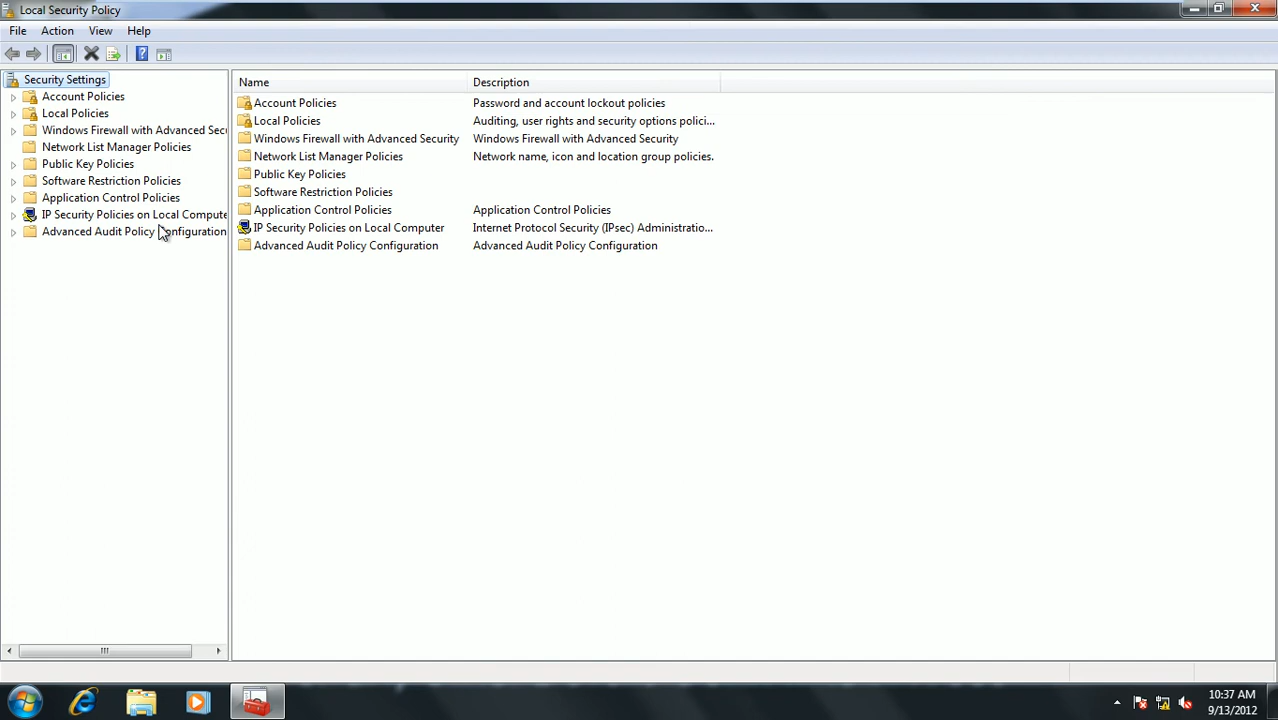 Local Security Policy
File Action View Help
Security Settings
Account Policies
Local Policies
Windows Firewall with Advanced Secu
Network List Manager Policies
Public Key Policies
Software Restriction Policies
Application Control Policies
IP Security Policies on Local Compute
Advanced Audit Policy Configuration
Name Description
Account Policies Password and account lockout policies
Local Policies Auditing, user rights and security options polici...
Windows Firewall with Advanced Security Windows Firewall with Advanced Security
Network List Manager Policies Network name, icon and location group policies.
Public Key Policies
Software Restriction Policies
Application Control Policies Application Control Policies
IP Security Policies on Local Computer Internet Protocol Security (IPsec) Administratio...
Advanced Audit Policy Configuration Advanced Audit Policy Configuration
10:37 AM
9/13/2012